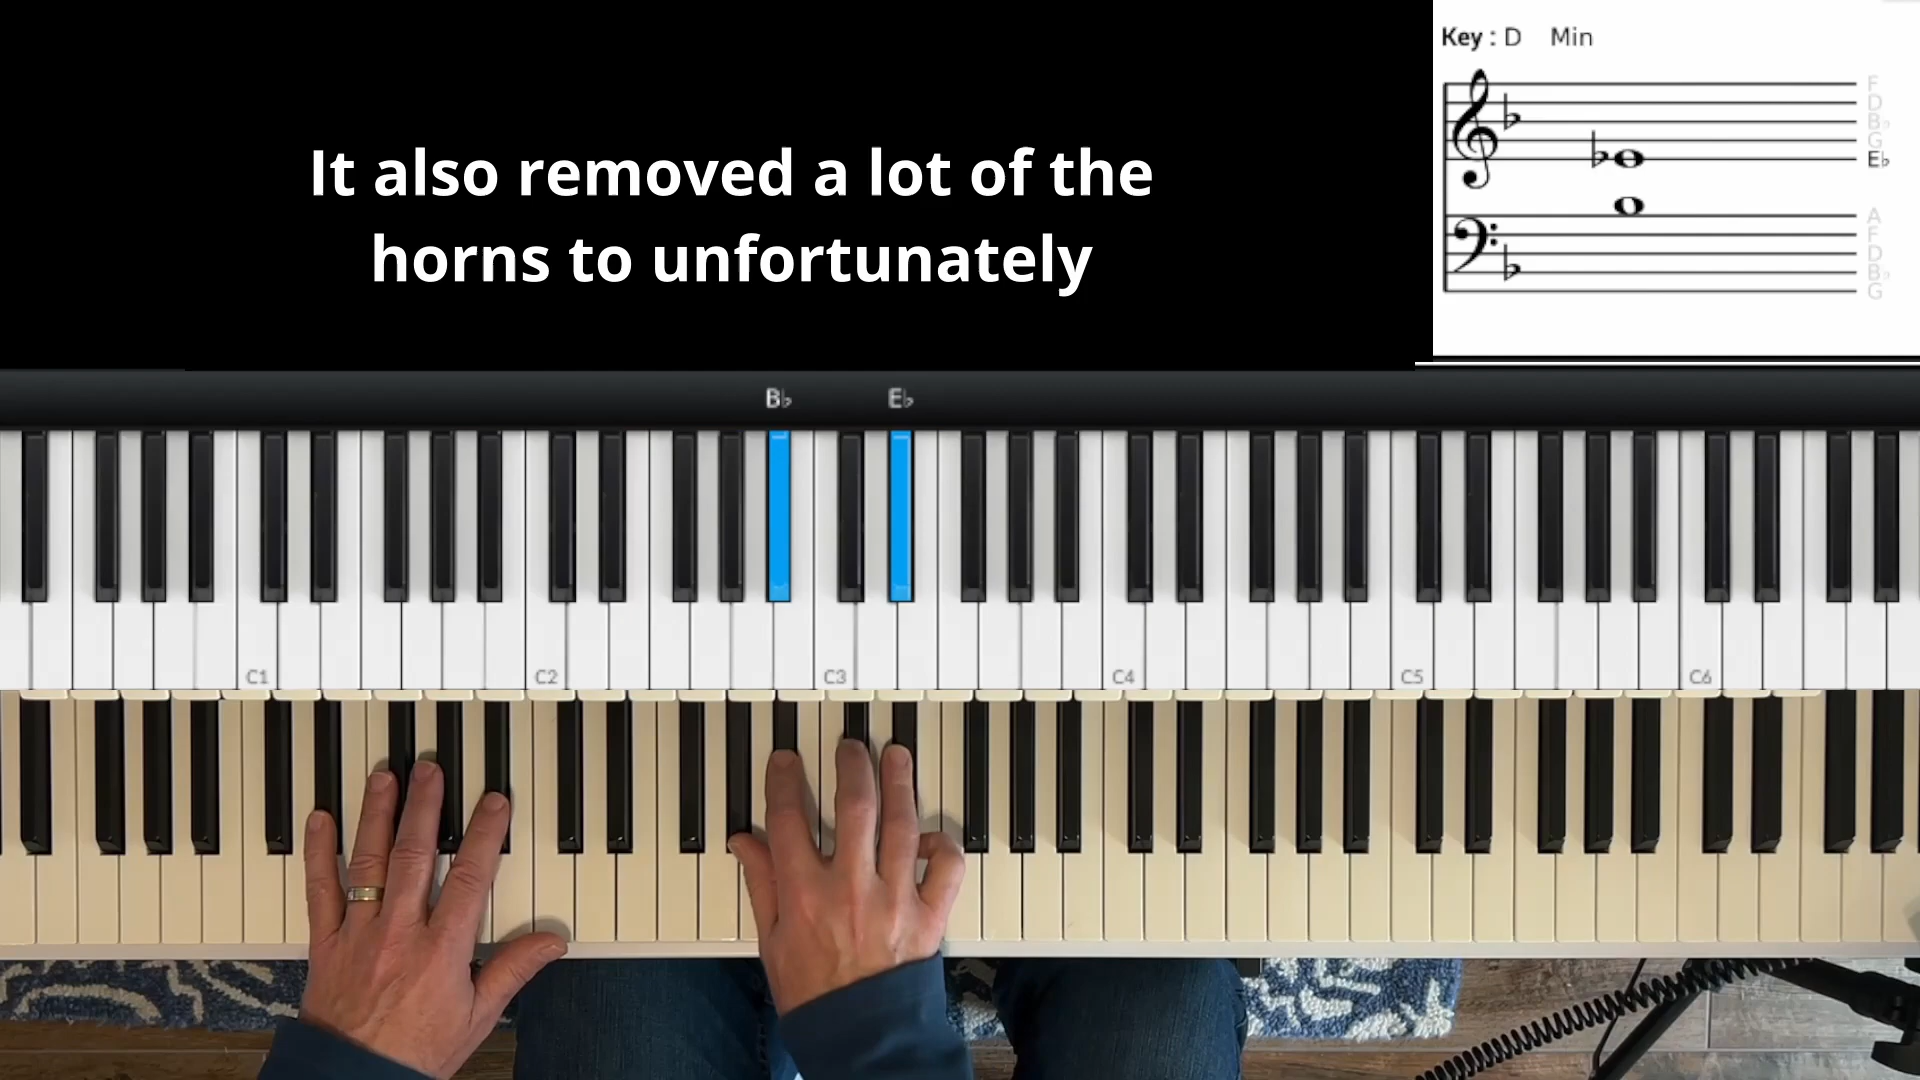 Key : D Min
It also removed a lot of the
horns to unfortunately
F
D
B♭
G
E♭
A
F
D
B♭
G
B♭ E♭
C1 C2 C3 C4 C5 C6